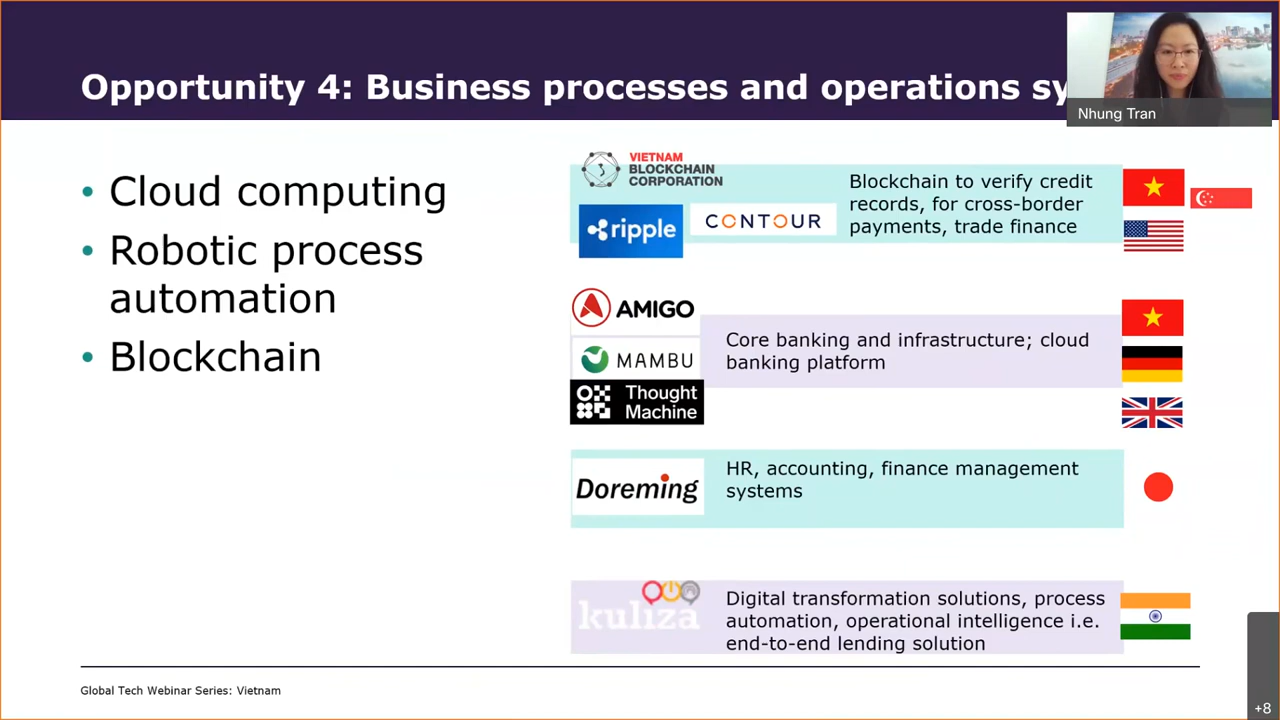 Opportunity 4: Business processes and operations sy
Nhung Tran
• Cloud computing
• Robotic process
automation
• Blockchain
VIETNAM
BLOCKCHAIN
CORPORATION
ripple
CONTOUR
Blockchain to verify credit
records, for cross-border
payments, trade finance
AMIGO
MAMBU
Thought
Machine
Core banking and infrastructure; cloud
banking platform
Doreming
HR, accounting, finance management
systems
kuliza
Digital transformation solutions, process
automation, operational intelligence i.e.
end-to-end lending solution
Global Tech Webinar Series: Vietnam
+8